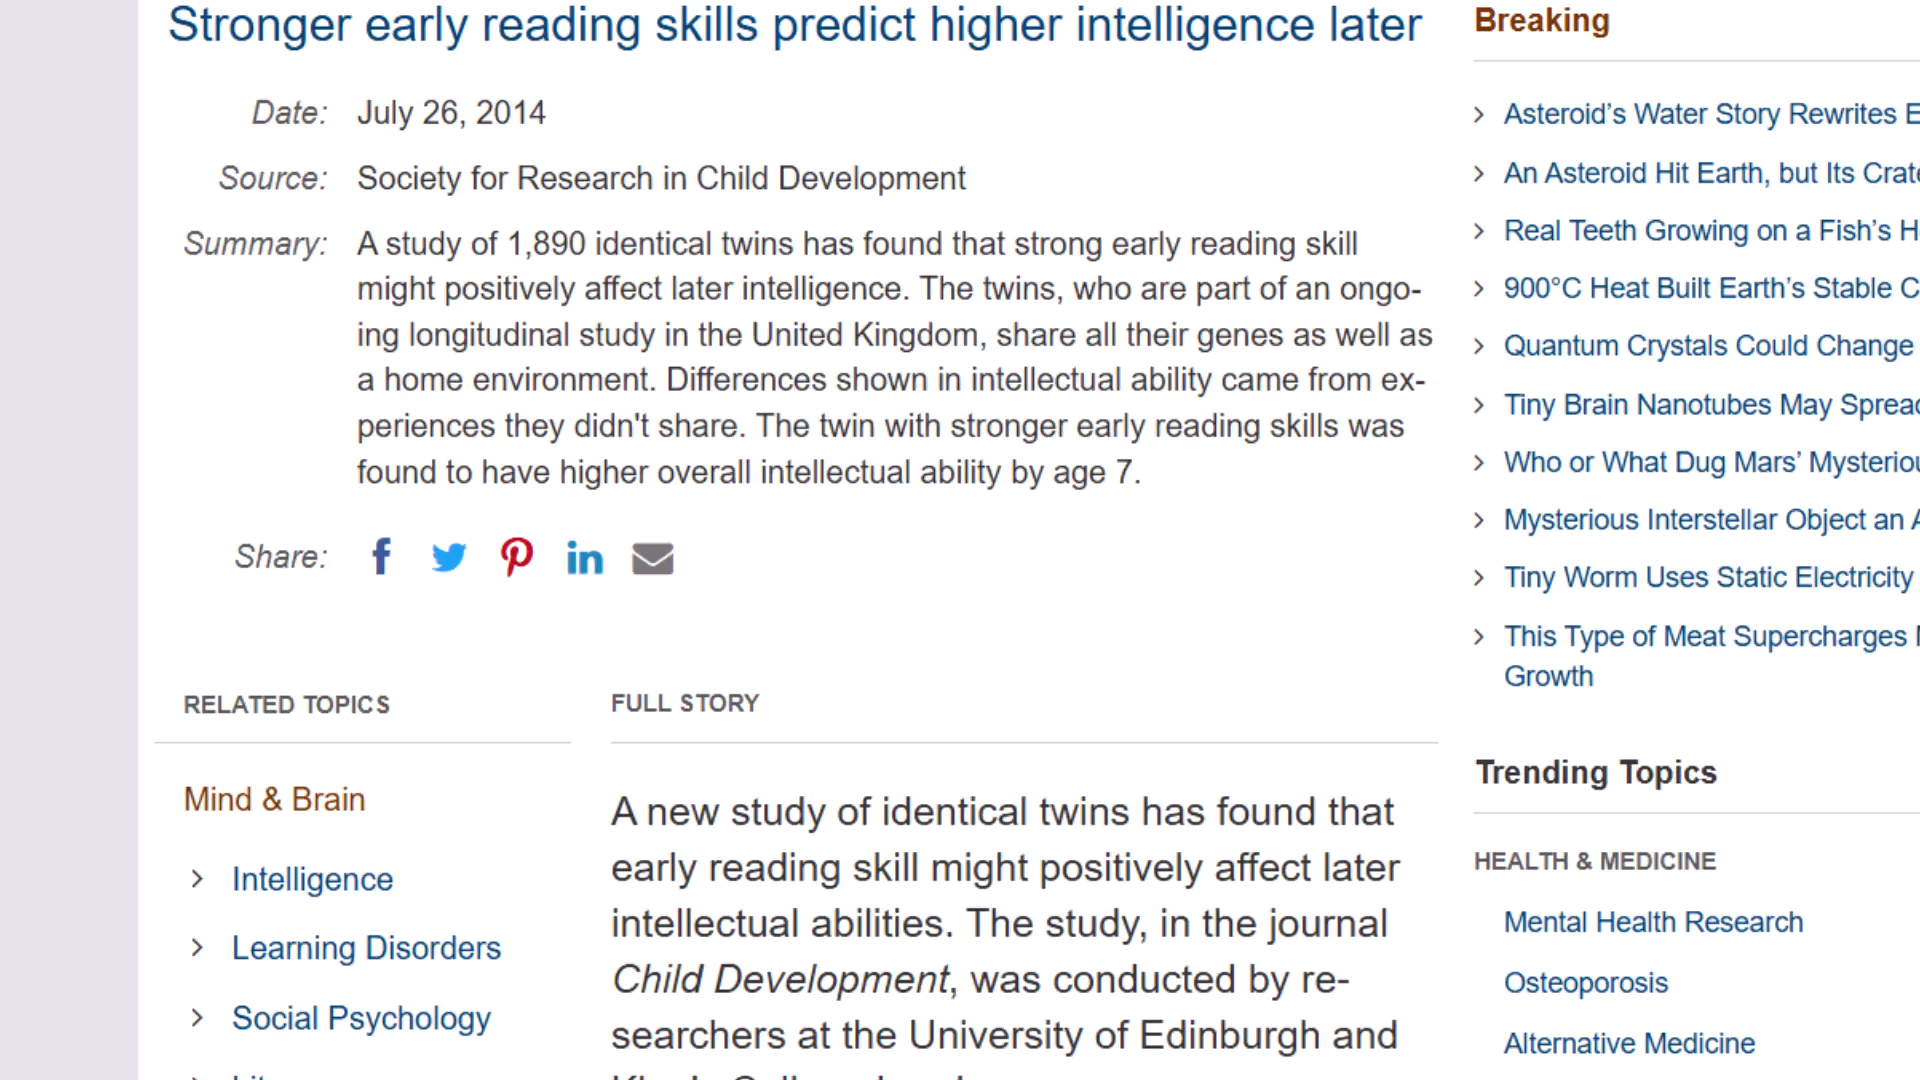 Stronger early reading skills predict higher intelligence later
Date: July 26, 2014
Source: Society for Research in Child Development
Summary: A study of 1,890 identical twins has found that strong early reading skill
might positively affect later intelligence. The twins, who are part of an ongo-
ing longitudinal study in the United Kingdom, share all their genes as well as
a home environment. Differences shown in intellectual ability came from ex-
periences they didn't share. The twin with stronger early reading skills was
found to have higher overall intellectual ability by age 7.
Share:
RELATED TOPICS
Mind & Brain
Intelligence
Learning Disorders
Social Psychology
FULL STORY
A new study of identical twins has found that
early reading skill might positively affect later
intellectual abilities. The study, in the journal
Child Development, was conducted by re-
searchers at the University of Edinburgh and
Breaking
Asteroid’s Water Story Rewrites
An Asteroid Hit Earth, but Its
Real Teeth Growing on a Fish’s
900°C Heat Built Earth’s Stable
Quantum Crystals Could Change
Tiny Brain Nanotubes May
Who or What Dug Mars’
Mysterious Interstellar Object an
Tiny Worm Uses Static Electricity
This Type of Meat Supercharges
Growth
Trending Topics
HEALTH & MEDICINE
Mental Health Research
Osteoporosis
Alternative Medicine